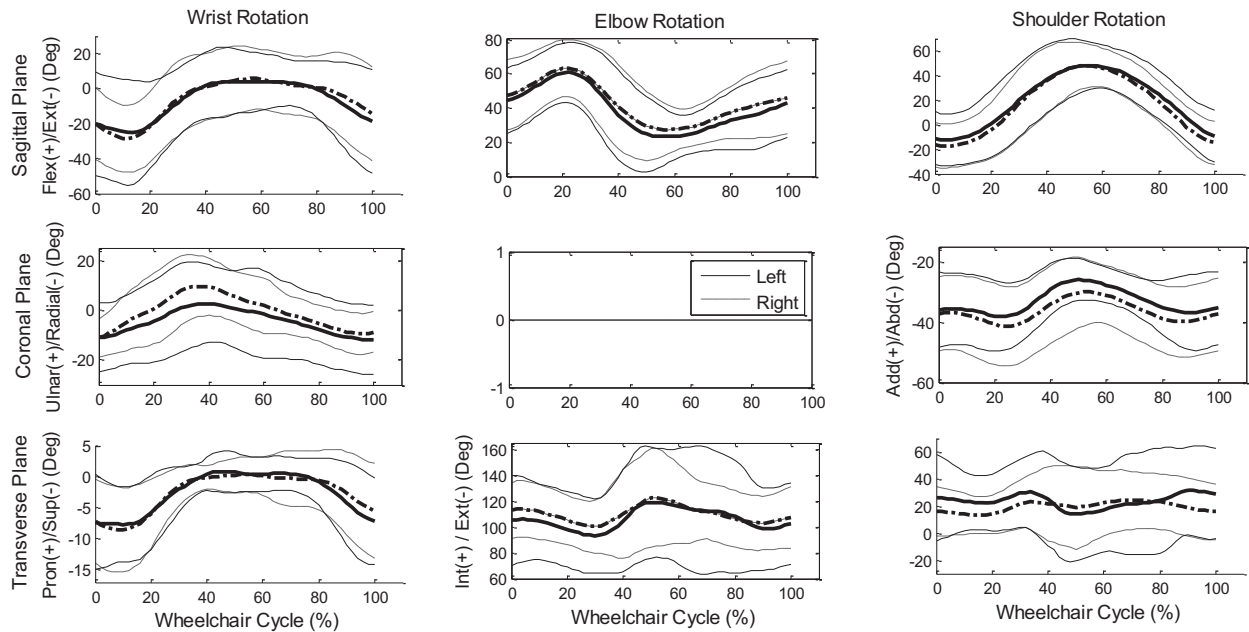 Wrist Rotation
Elbow Rotation
Shoulder Rotation
Sagittal Plane
Flex(+)/Ext(-) (Deg)
20
0
-20
-40
-60
0 20 40 60 80 100
80
60
40
20
0
0 20 40 60 80 100
60
40
20
0
-20
-40
0 20 40 60 80 100
Coronal Plane
Ulnar(+)/Radial(-) (Deg)
20
0
-20
0 20 40 60 80 100
1
0
-1
0 20 40 60 80 100
Left
Right
Add(+)/Abd(-) (Deg)
-20
-40
-60
0 20 40 60 80 100
Transverse Plane
Pron(+)/Sup(-) (Deg)
5
0
-5
-10
-15
0 20 40 60 80 100
Wheelchair Cycle (%)
Int(+) / Ext(-) (Deg)
160
140
120
100
80
60
0 20 40 60 80 100
Wheelchair Cycle (%)
60
40
20
0
-20
0 20 40 60 80 100
Wheelchair Cycle (%)